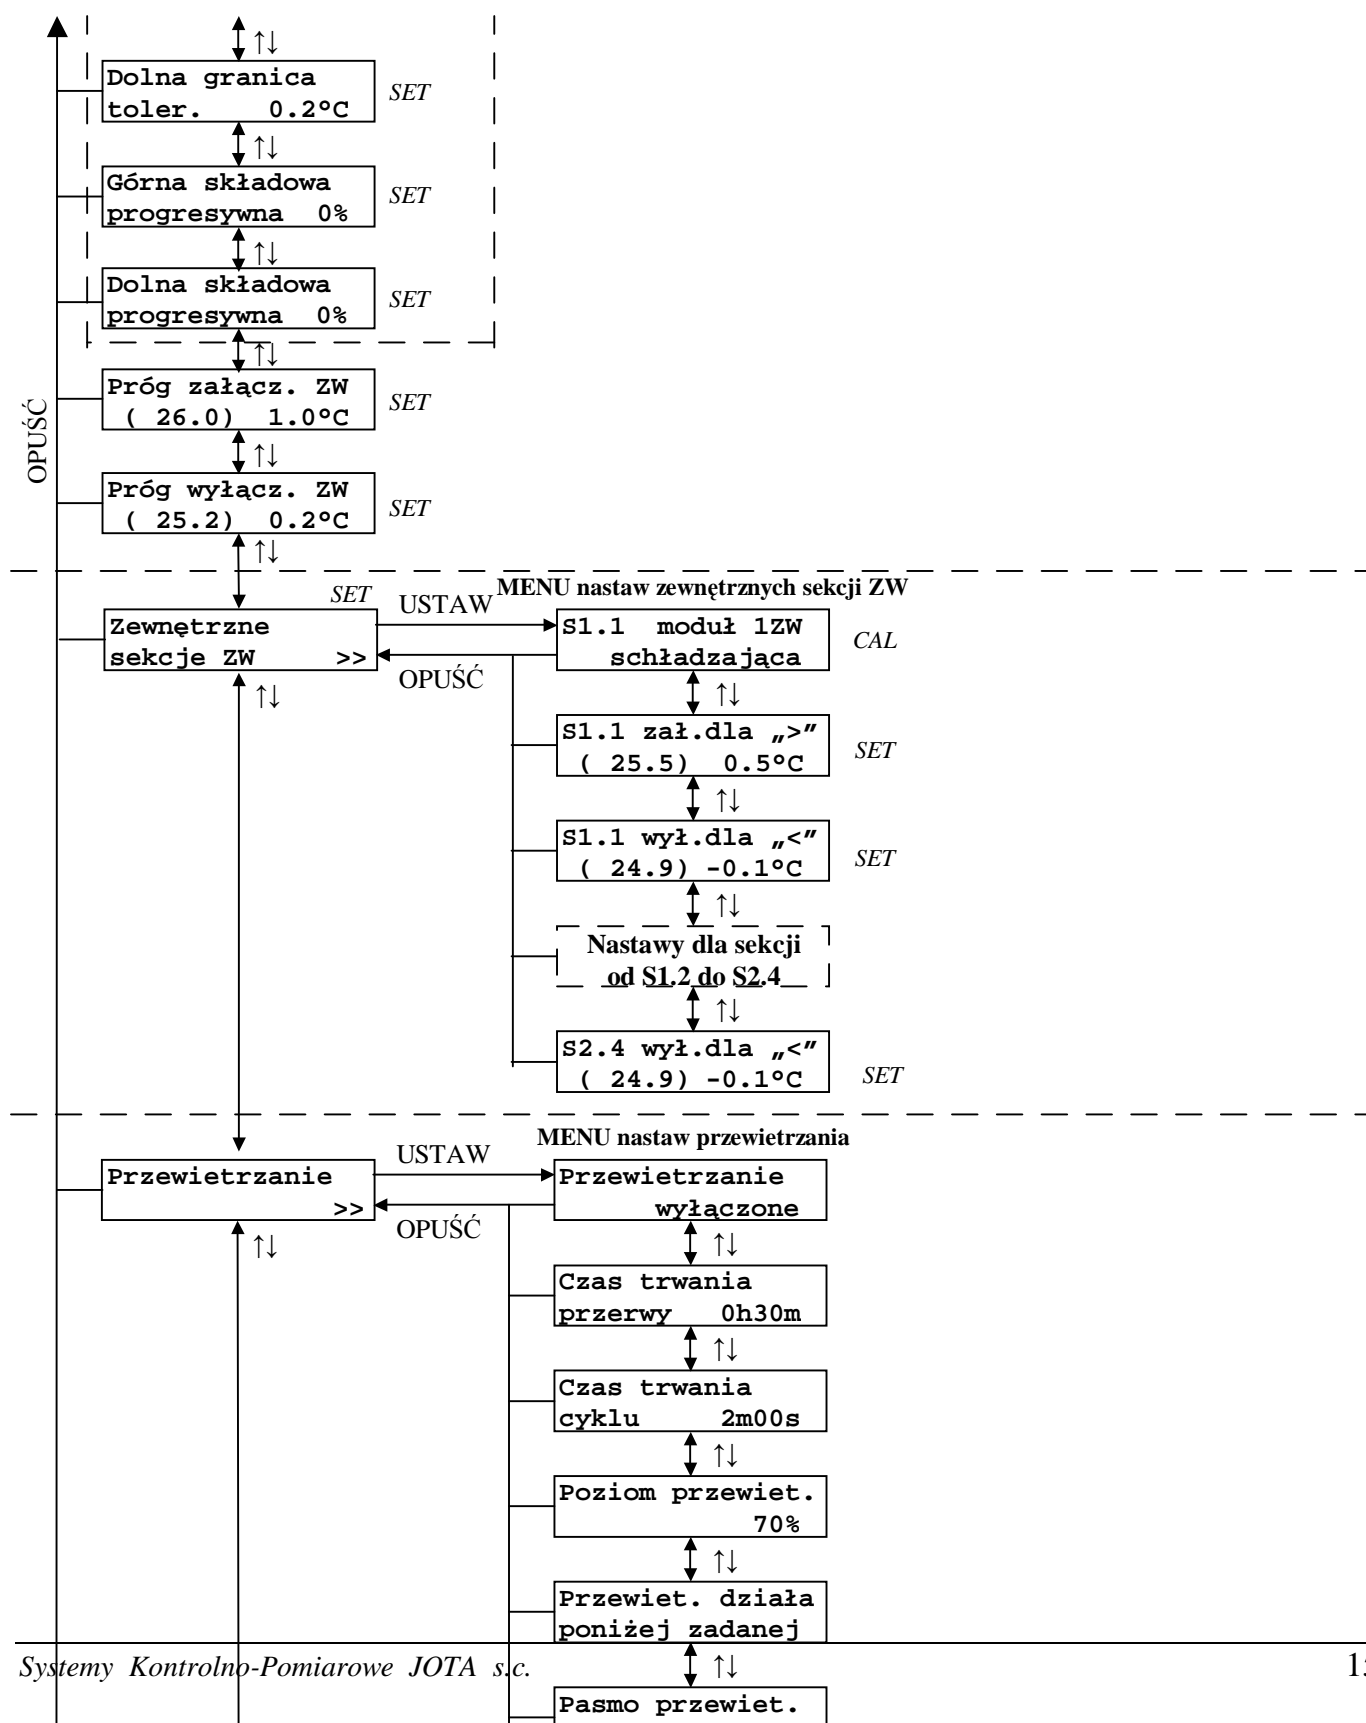 ↑↓
Dolna granica
toler. 0.2°C
SET
↑↓
Górna składowa
progresywna 0%
SET
↑↓
Dolna składowa
progresywna 0%
SET
↑↓
Próg załącz. ZW
( 26.0) 1.0°C
SET
OPUŚĆ
↑↓
Próg wyłącz. ZW
( 25.2) 0.2°C
SET
↑↓
MENU nastaw zewnętrznych sekcji ZW
SET
Zewnętrzne
sekcje ZW >>
USTAW
OPUŚĆ
↑↓
S1.1 moduł 1ZW
schładzająca
CAL
↑↓
S1.1 zał.dla „>”
( 25.5) 0.5°C
SET
↑↓
S1.1 wył.dla „<”
( 24.9) -0.1°C
SET
↑↓
Nastawy dla sekcji
od S1.2 do S2.4
↑↓
S2.4 wył.dla „<”
( 24.9) -0.1°C
SET
MENU nastaw przewietrzania
Przewietrzanie
>>
USTAW
OPUŚĆ
↑↓
Przewietrzanie
wyłączone
↑↓
Czas trwania
przerwy 0h30m
↑↓
Czas trwania
cyklu 2m00s
↑↓
Poziom przewiet.
70%
↑↓
Przewiet. działa
poniżej zadanej
↑↓
Pasmo przewiet.
Systemy Kontrolno-Pomiarowe JOTA s.c.